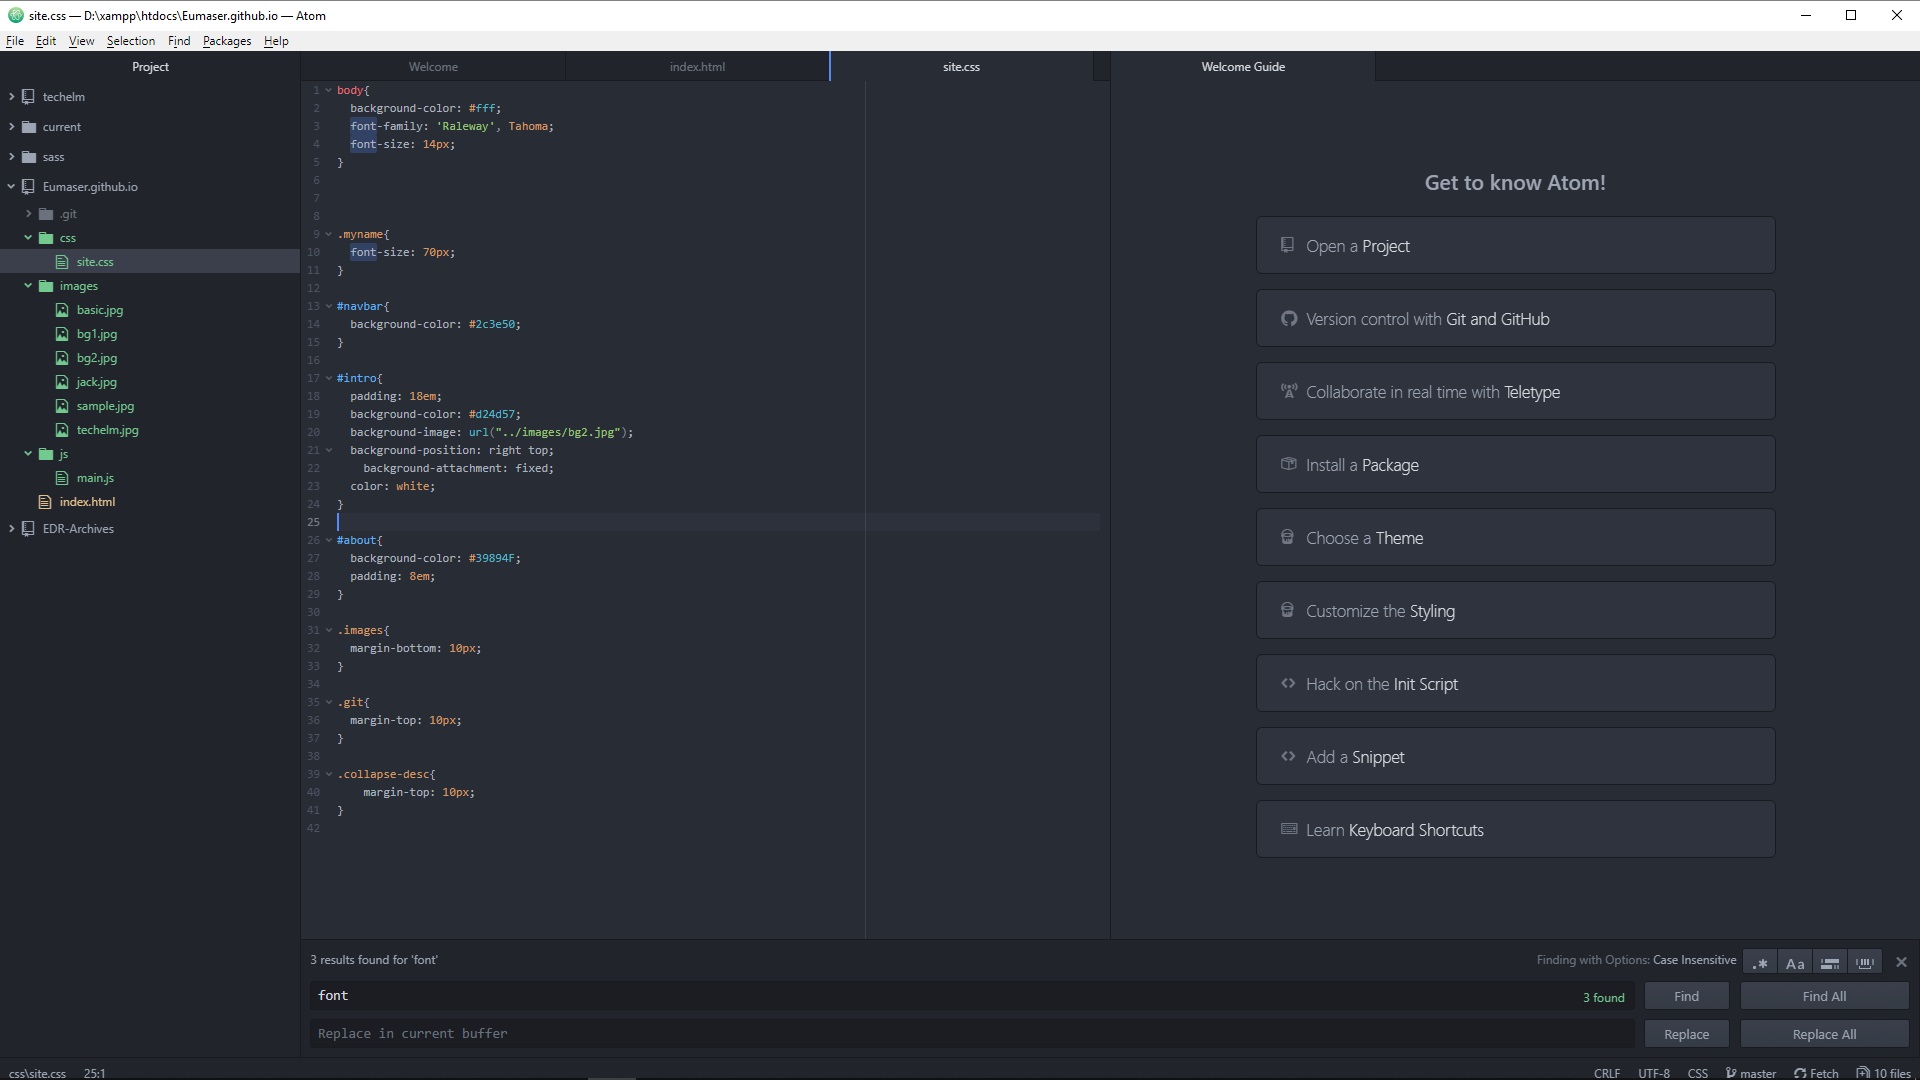 site.css — D:\xampp\htdocs\Eumaser.github.io — Atom
File Edit View Selection Find Packages Help
Project
techelm
current
sass
Eumaser.github.io
.git
css
site.css
images
basic.jpg
bg1.jpg
bg2.jpg
jack.jpg
sample.jpg
techelm.jpg
js
main.js
index.html
EDR-Archives
Welcome index.html site.css
1 body{
2 background-color: #fff;
3 font-family: 'Raleway', Tahoma;
4 font-size: 14px;
5 }
6
7
8
9 .myname{
10 font-size: 70px;
11 }
12
13 #navbar{
14 background-color: #2c3e50;
15 }
16
17 #intro{
18 padding: 18em;
19 background-color: #d24d57;
20 background-image: url("../images/bg2.jpg");
21 background-position: right top;
22 background-attachment: fixed;
23 color: white;
24 }
25
26 #about{
27 background-color: #39894F;
28 padding: 8em;
29 }
30
31 .images{
32 margin-bottom: 10px;
33 }
34
35 .git{
36 margin-top: 10px;
37 }
38
39 .collapse-desc{
40 margin-top: 10px;
41 }
42
Welcome Guide
Get to know Atom!
Open a Project
Version control with Git and GitHub
Collaborate in real time with Teletype
Install a Package
Choose a Theme
Customize the Styling
Hack on the Init Script
Add a Snippet
Learn Keyboard Shortcuts
3 results found for 'font'
Finding with Options: Case Insensitive
.* Aa
font
3 found
Find Find All
Replace in current buffer
Replace Replace All
css\site.css 25:1
CRLF UTF-8 CSS master Fetch 10 files